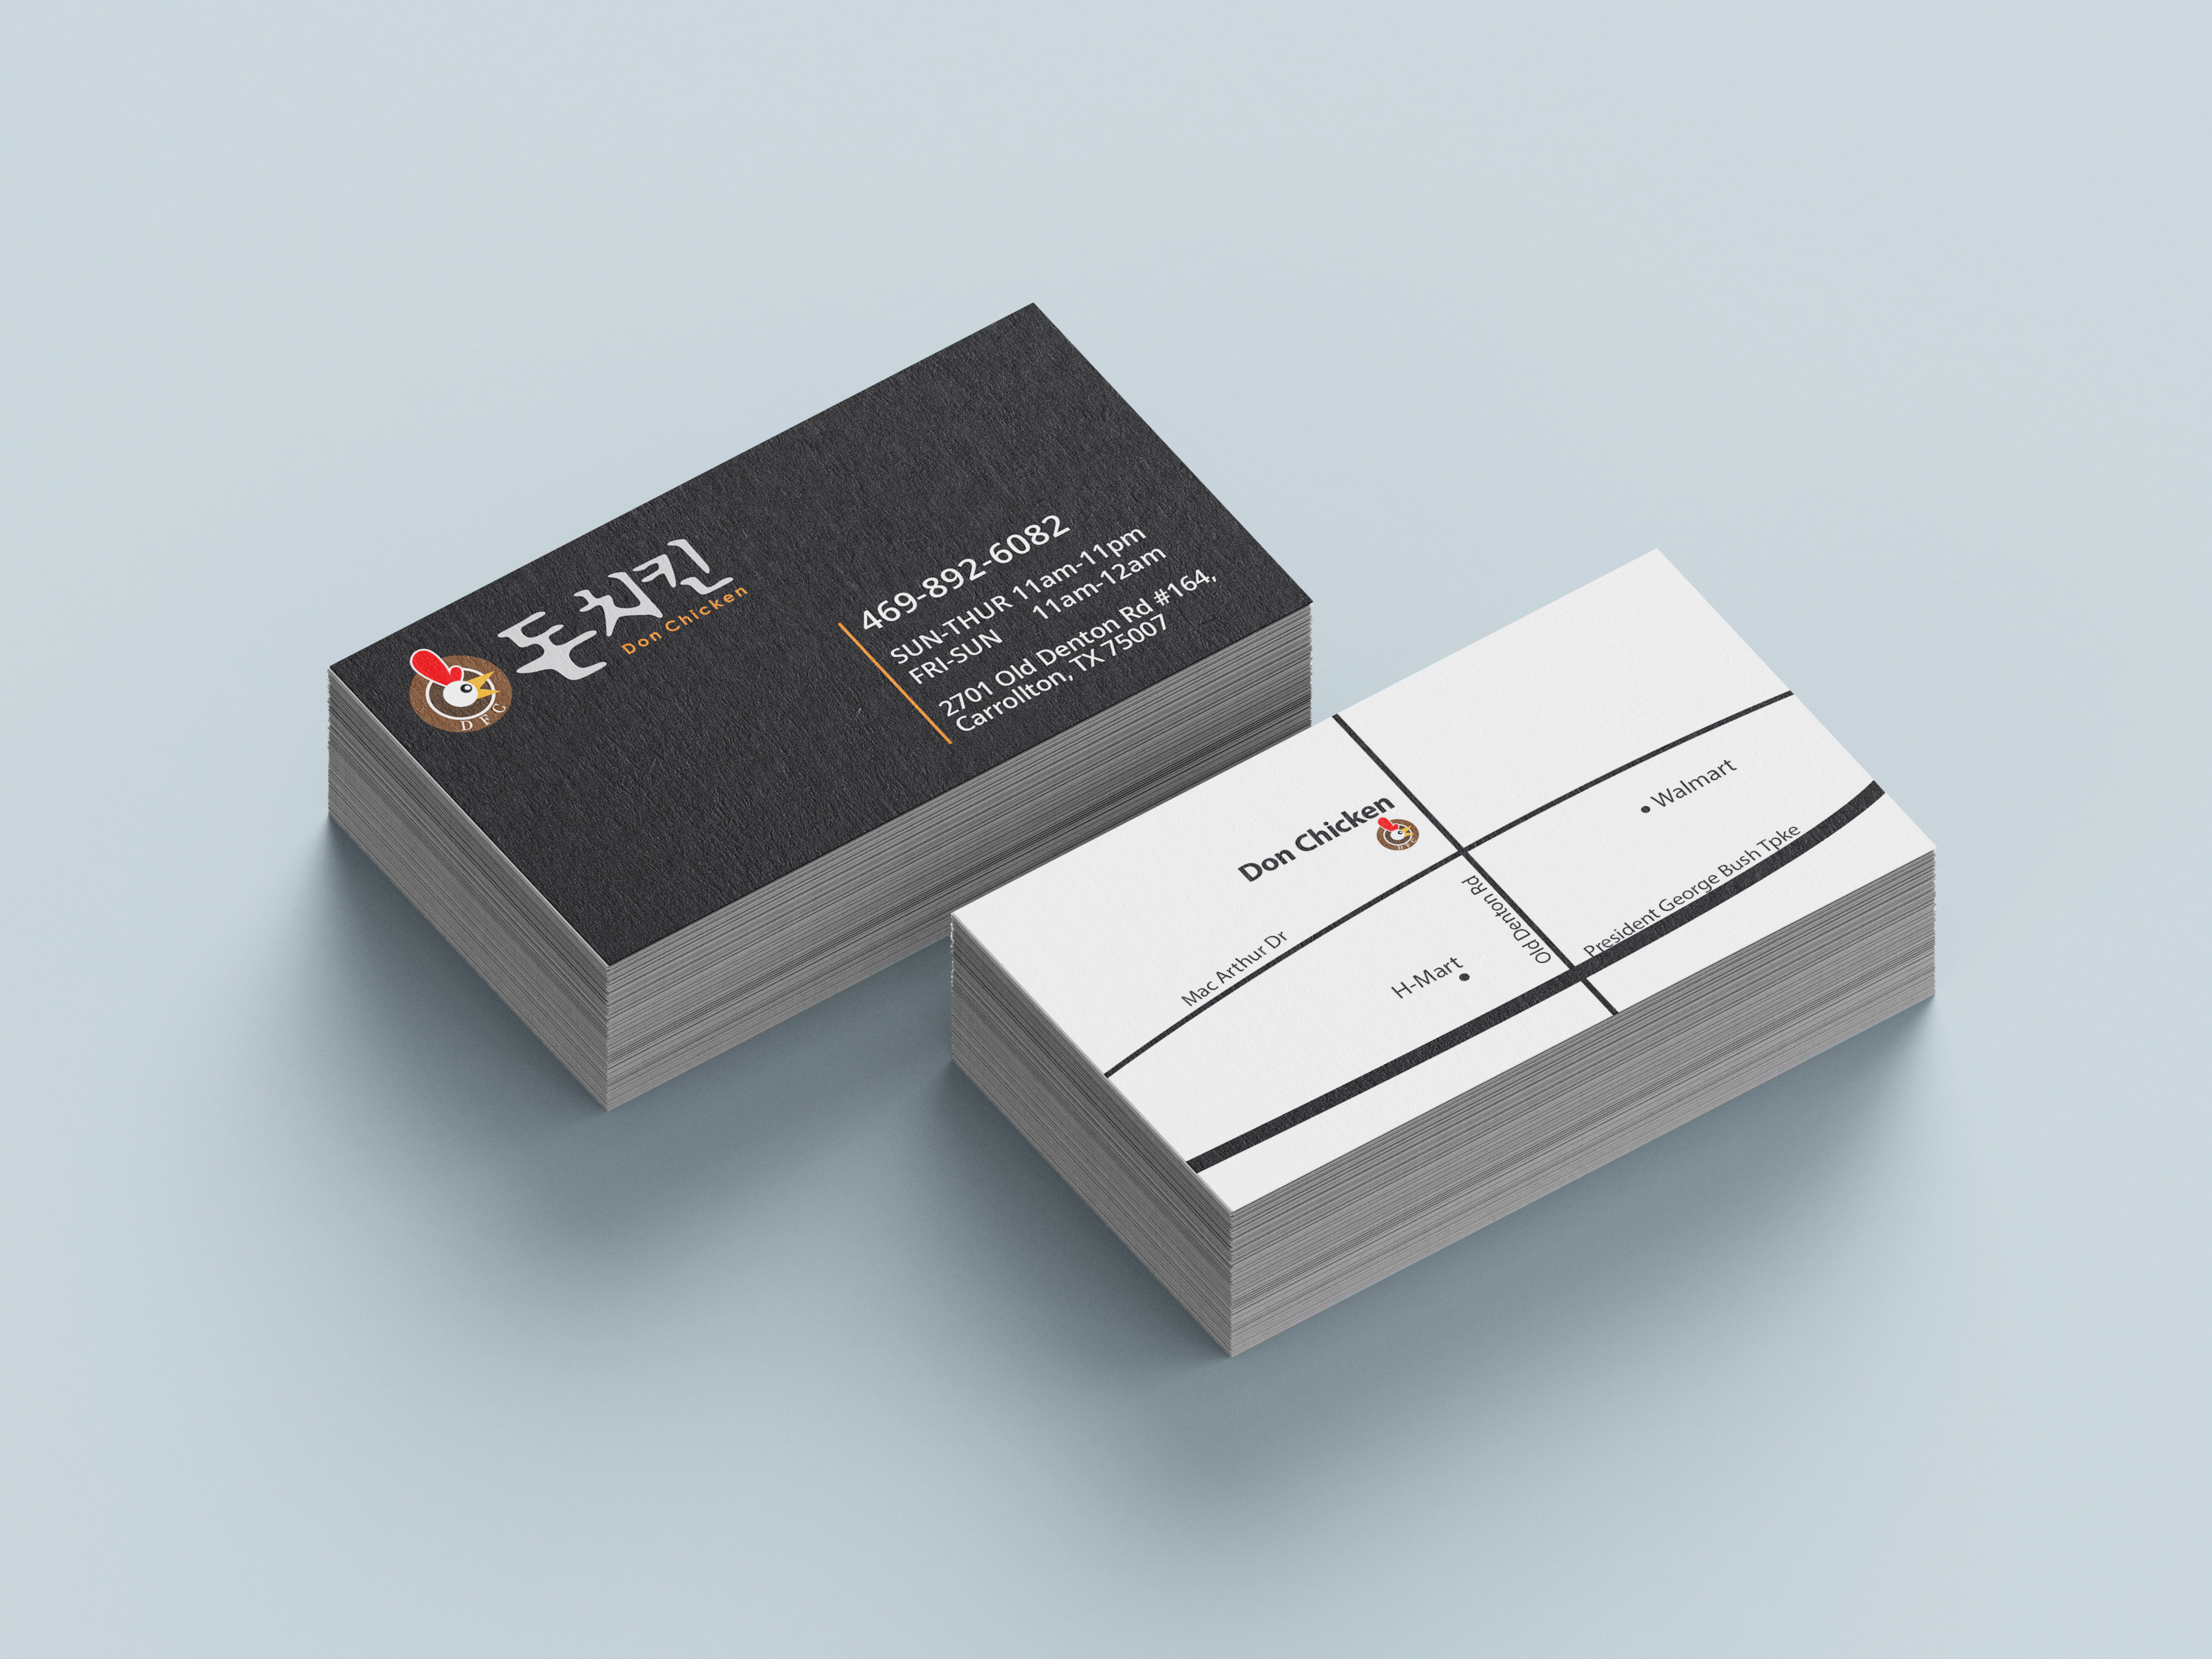 돈치킨
Don Chicken
DFC
469-892-6082
SUN-THUR 11am-11pm
FRI-SUN 11am-12am
2701 Old Denton Rd #164,
Carrollton, TX 75007
Don Chicken
DFC
Walmart
Mac Arthur Dr
Old Denton Rd
President George Bush Tpke
H-Mart